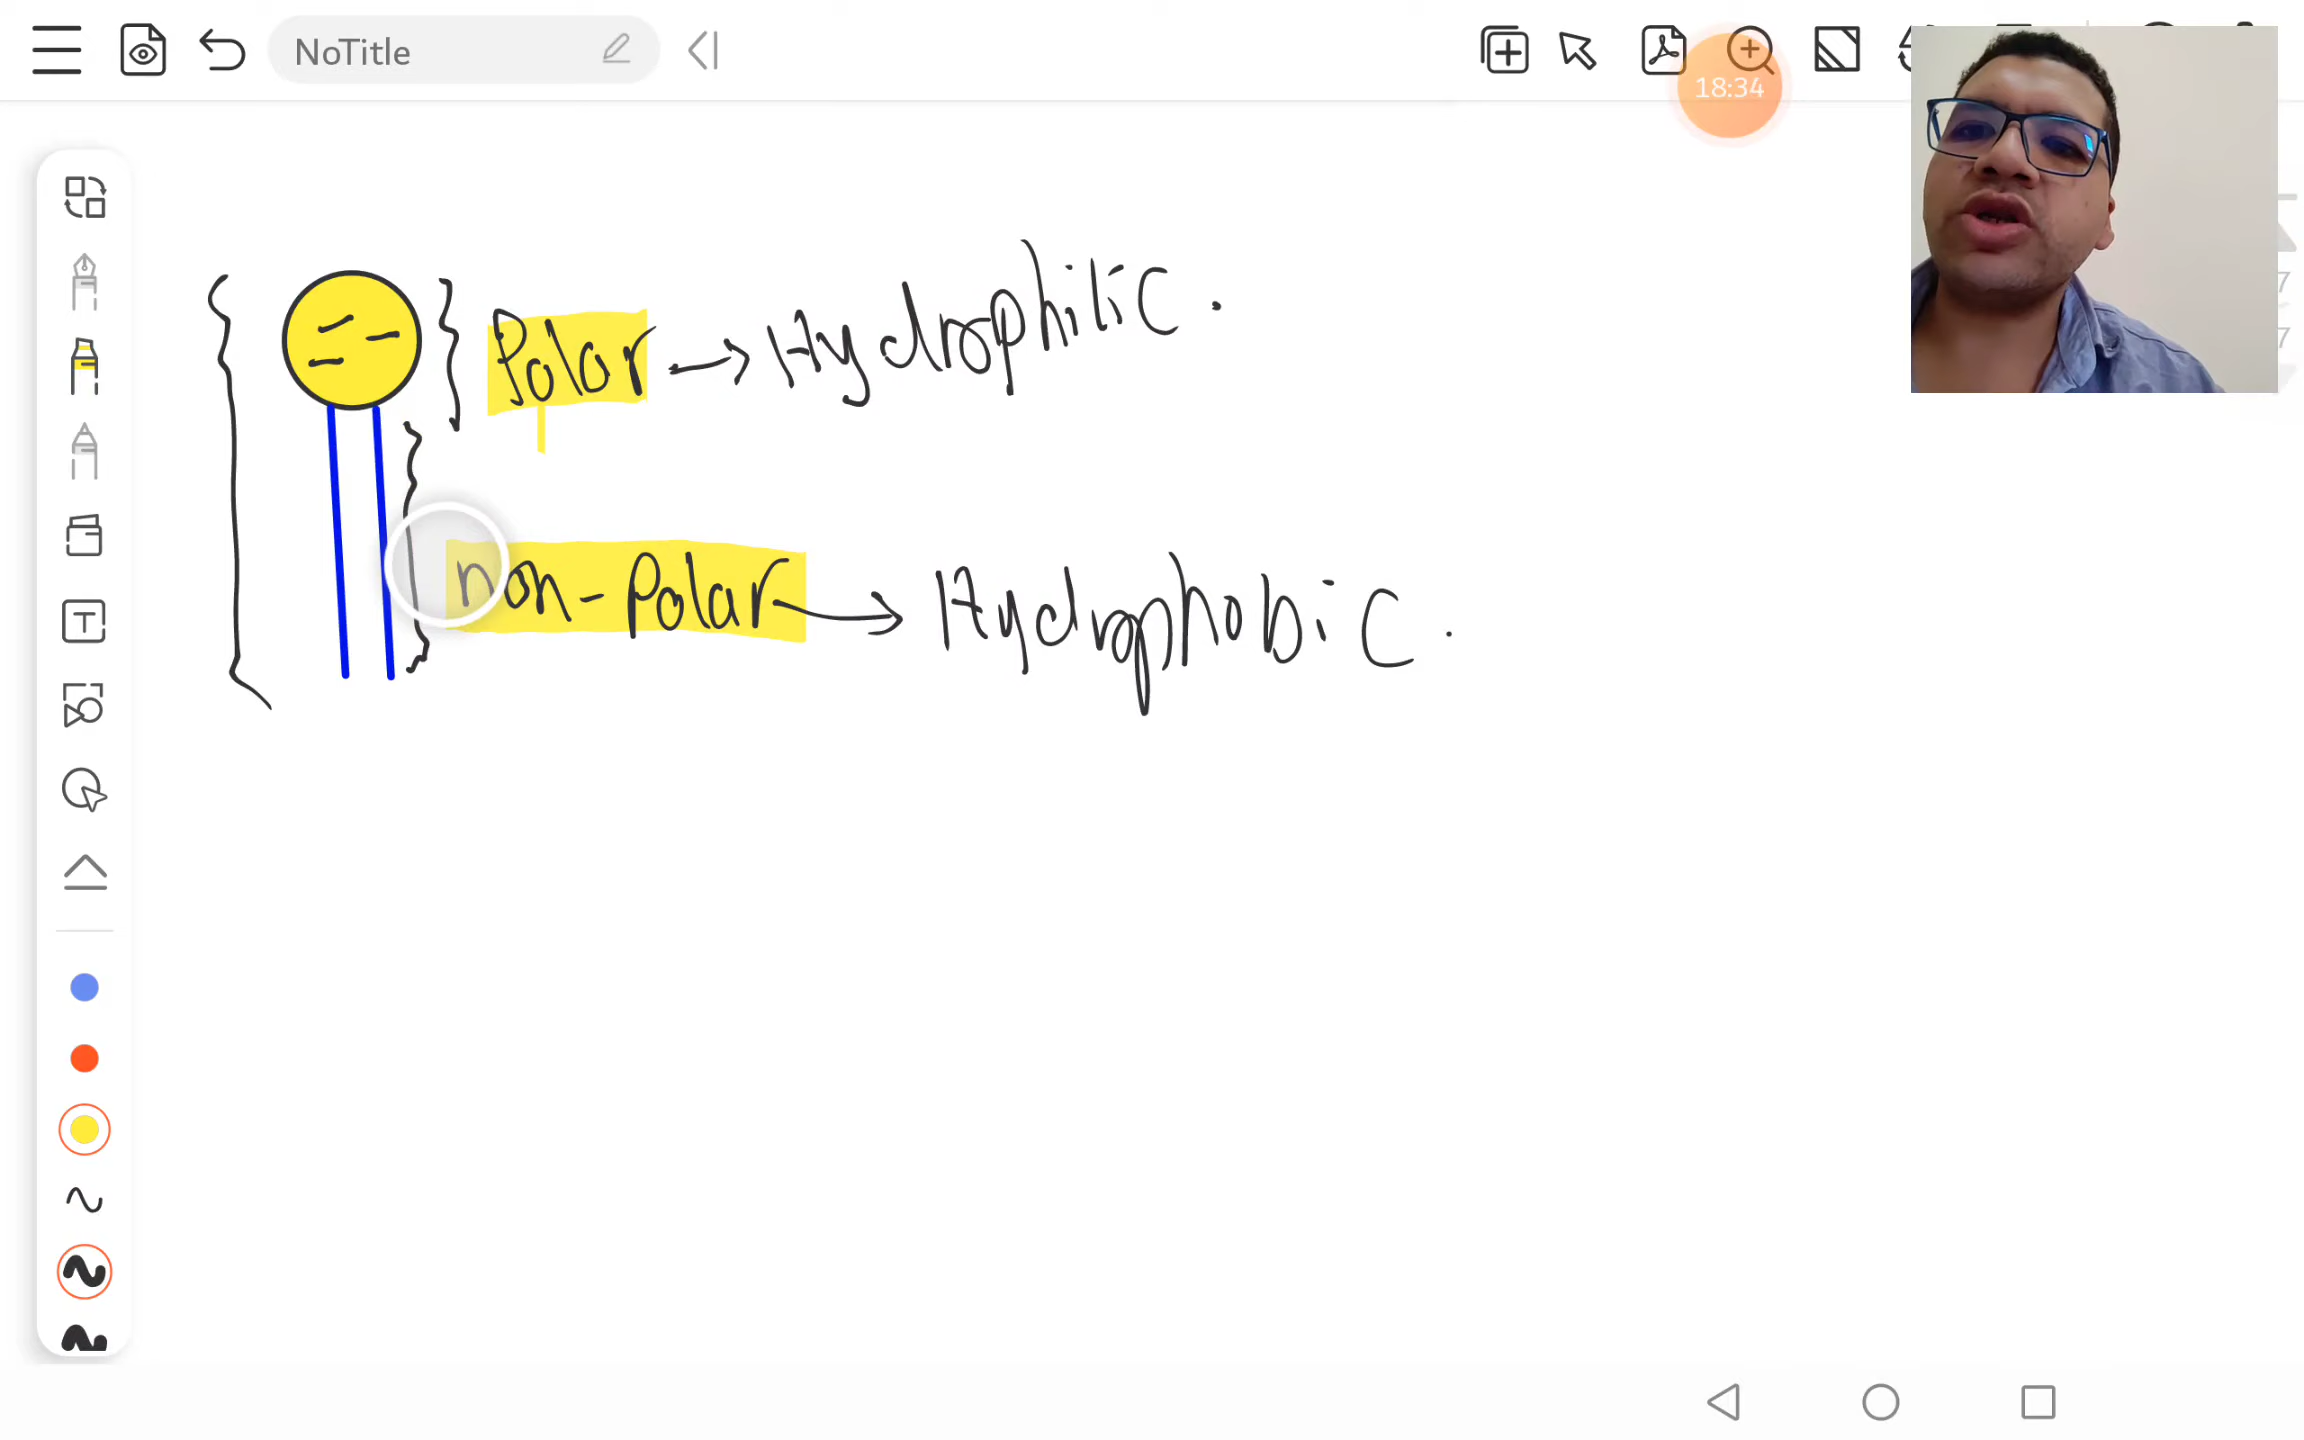 NoTitle
18:34
Polar → Hydrophilic.
non-Polar → Hydrophobic.